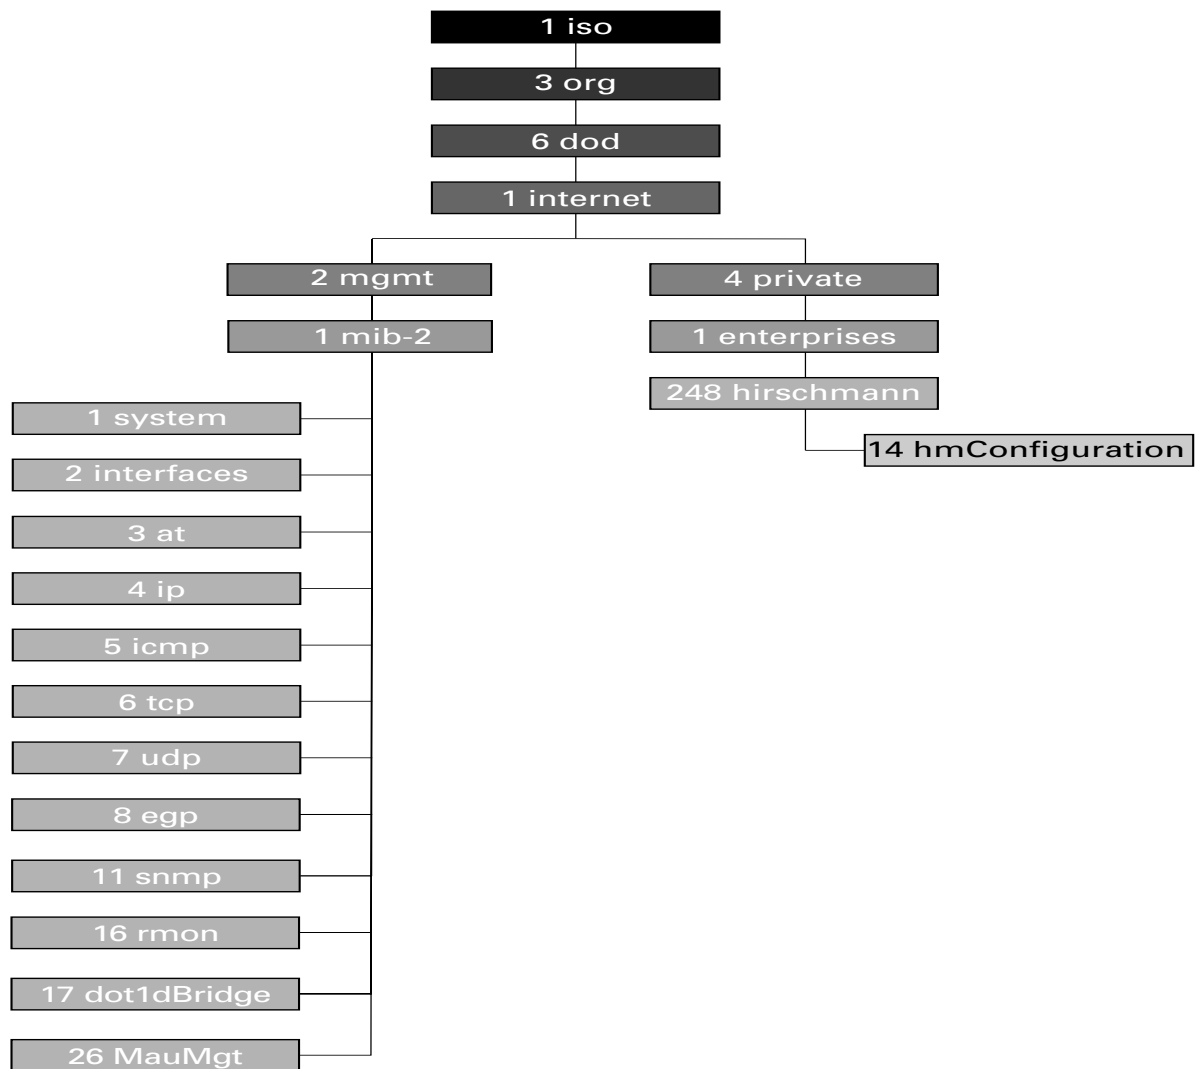 1 iso
3 org
6 dod
1 internet
2 mgmt
4 private
1 mib-2
1 enterprises
248 hirschmann
14 hmConfiguration
1 system
2 interfaces
3 at
4 ip
5 icmp
6 tcp
7 udp
8 egp
11 snmp
16 rmon
17 dot1dBridge
26 MauMgt